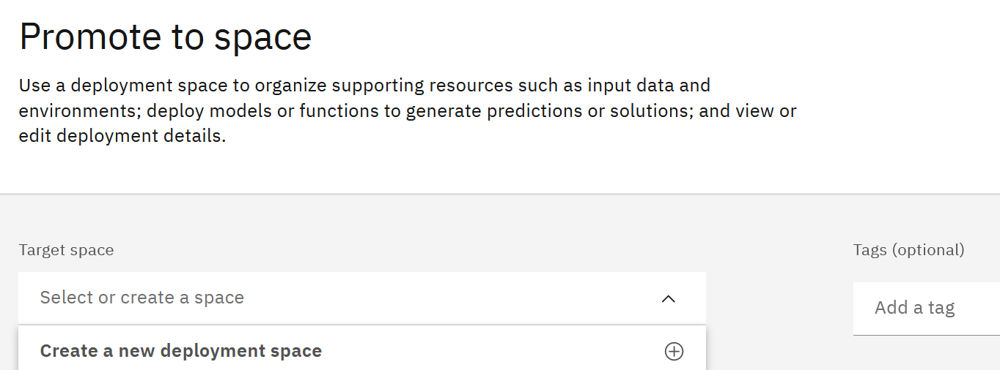 Promote to space
Use a deployment space to organize supporting resources such as input data and
environments; deploy models or functions to generate predictions or solutions; and view or
edit deployment details.
Target space
Tags (optional)
Select or create a space
Add a tag
Create a new deployment space